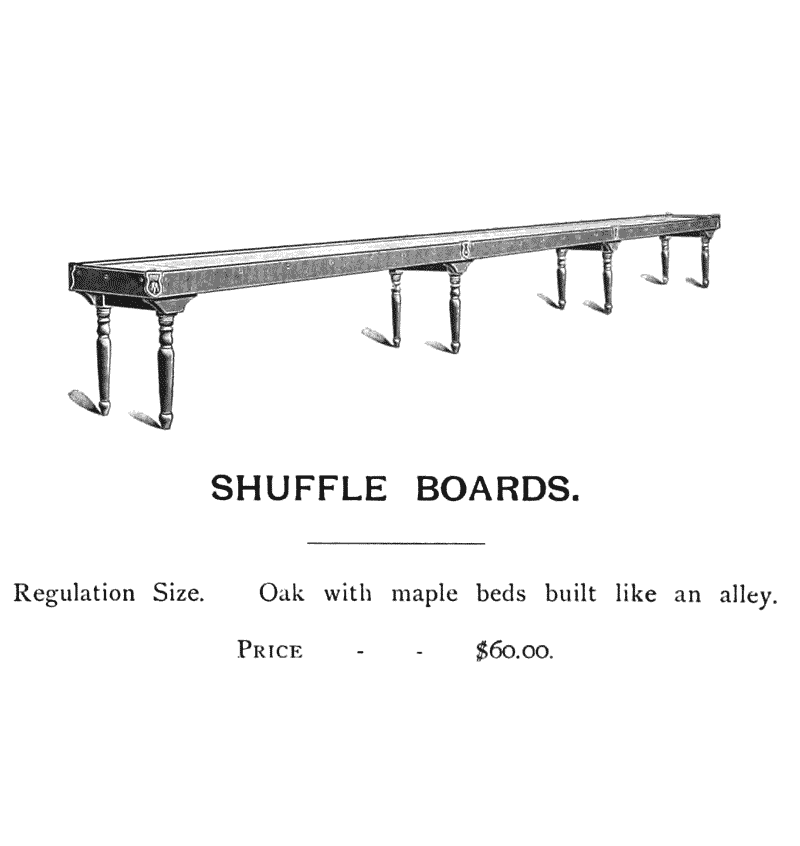 SHUFFLE BOARDS.
Regulation Size. Oak with maple beds built like an alley.
PRICE - - $60.00.